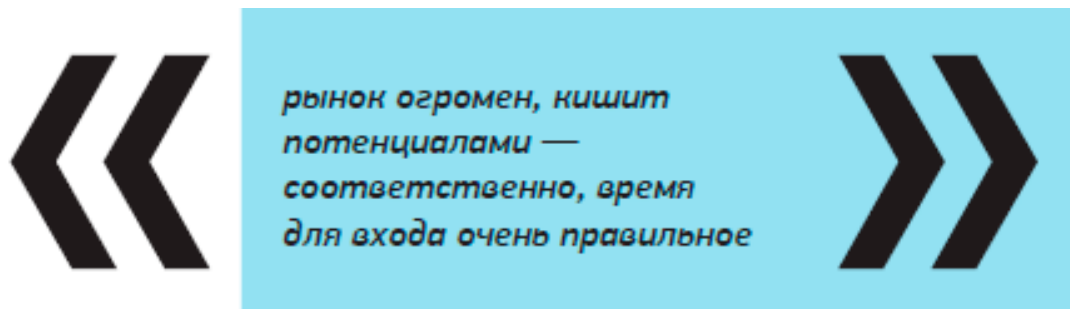 «
рынок огромен, кишит
потенциалами —
соответственно, время
для входа очень правильное
»